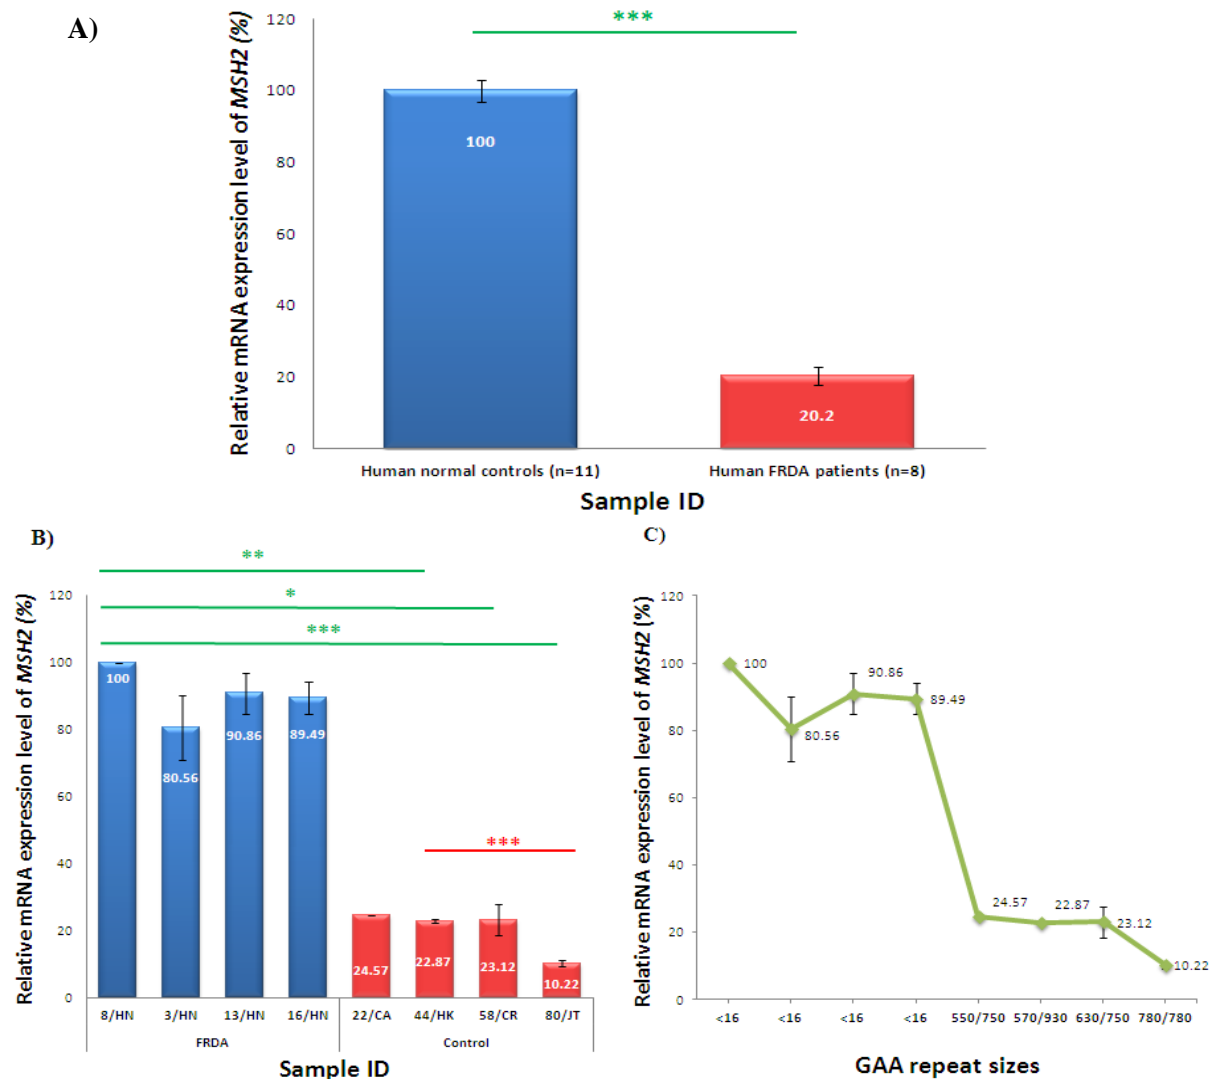 A)
Relative mRNA expression level of MSH2 (%)
120
100
80
60
40
20
0
***
100
20.2
Human normal controls (n=11)
Human FRDA patients (n=8)
Sample ID
B)
Relative mRNA expression level of MSH2 (%)
120
100
80
60
40
20
0
**
*
***
***
100
80.56
90.86
89.49
24.57
22.87
23.12
10.22
8/HN
3/HN
13/HN
16/HN
22/CA
44/HK
58/CR
80/JT
FRDA
Control
Sample ID
C)
Relative mRNA expression level of MSH2 (%)
120
100
80
60
40
20
0
100
80.56
90.86
89.49
24.57
22.87
23.12
10.22
<16
<16
<16
<16
550/750
570/930
630/750
780/780
GAA repeat sizes